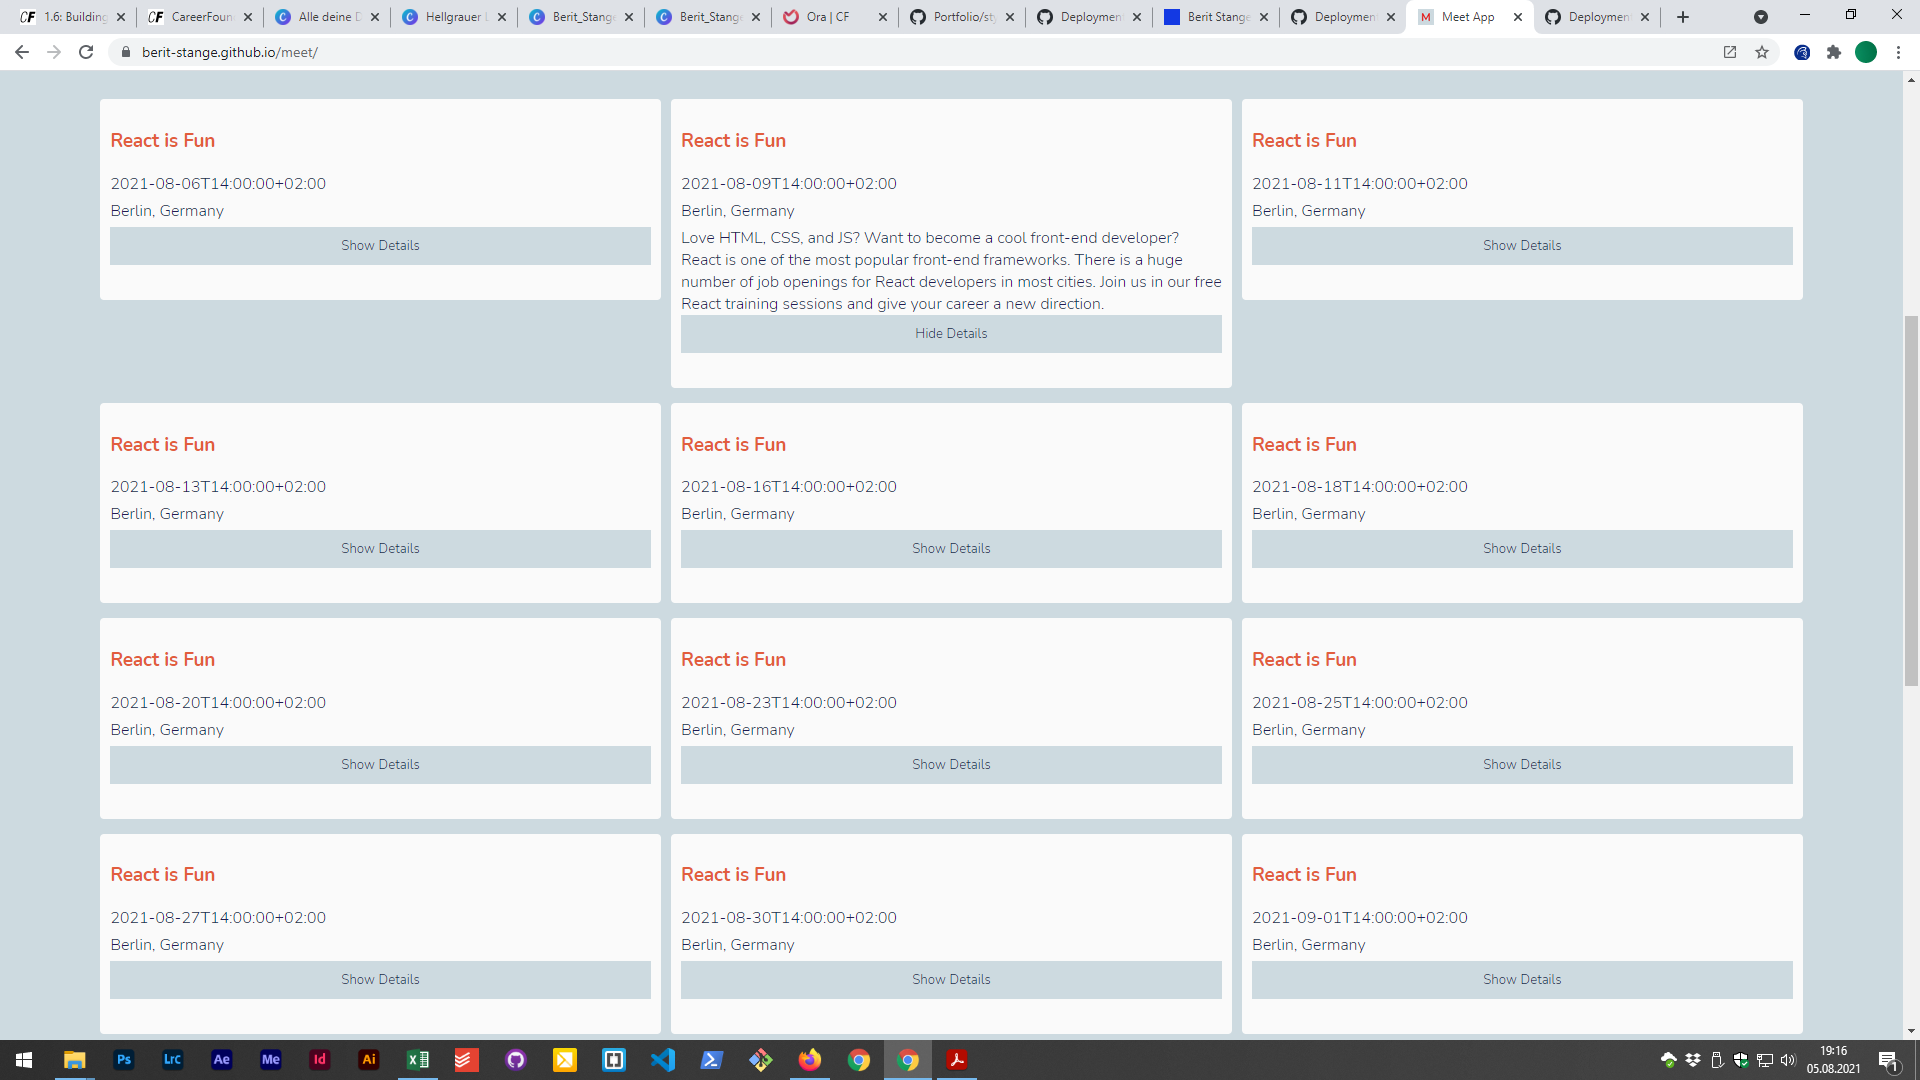 1.6: Building
CareerFoun
Alle deine D
Hellgrauer L
Berit_Stange
Berit_Stange
Ora | CF
Portfolio/sty
Deployment
Berit Stange
Deployment
Meet App
Deployment
berit-stange.github.io/meet/
React is Fun
2021-08-06T14:00:00+02:00
Berlin, Germany
Show Details
React is Fun
2021-08-09T14:00:00+02:00
Berlin, Germany
Love HTML, CSS, and JS? Want to become a cool front-end developer?
React is one of the most popular front-end frameworks. There is a huge
number of job openings for React developers in most cities. Join us in our free
React training sessions and give your career a new direction.
Hide Details
React is Fun
2021-08-11T14:00:00+02:00
Berlin, Germany
Show Details
React is Fun
2021-08-13T14:00:00+02:00
Berlin, Germany
Show Details
React is Fun
2021-08-16T14:00:00+02:00
Berlin, Germany
Show Details
React is Fun
2021-08-18T14:00:00+02:00
Berlin, Germany
Show Details
React is Fun
2021-08-20T14:00:00+02:00
Berlin, Germany
Show Details
React is Fun
2021-08-23T14:00:00+02:00
Berlin, Germany
Show Details
React is Fun
2021-08-25T14:00:00+02:00
Berlin, Germany
Show Details
React is Fun
2021-08-27T14:00:00+02:00
Berlin, Germany
Show Details
React is Fun
2021-08-30T14:00:00+02:00
Berlin, Germany
Show Details
React is Fun
2021-09-01T14:00:00+02:00
Berlin, Germany
Show Details
Ps
Lrc
Ae
Me
Id
Ai
19:16
05.08.2021
1